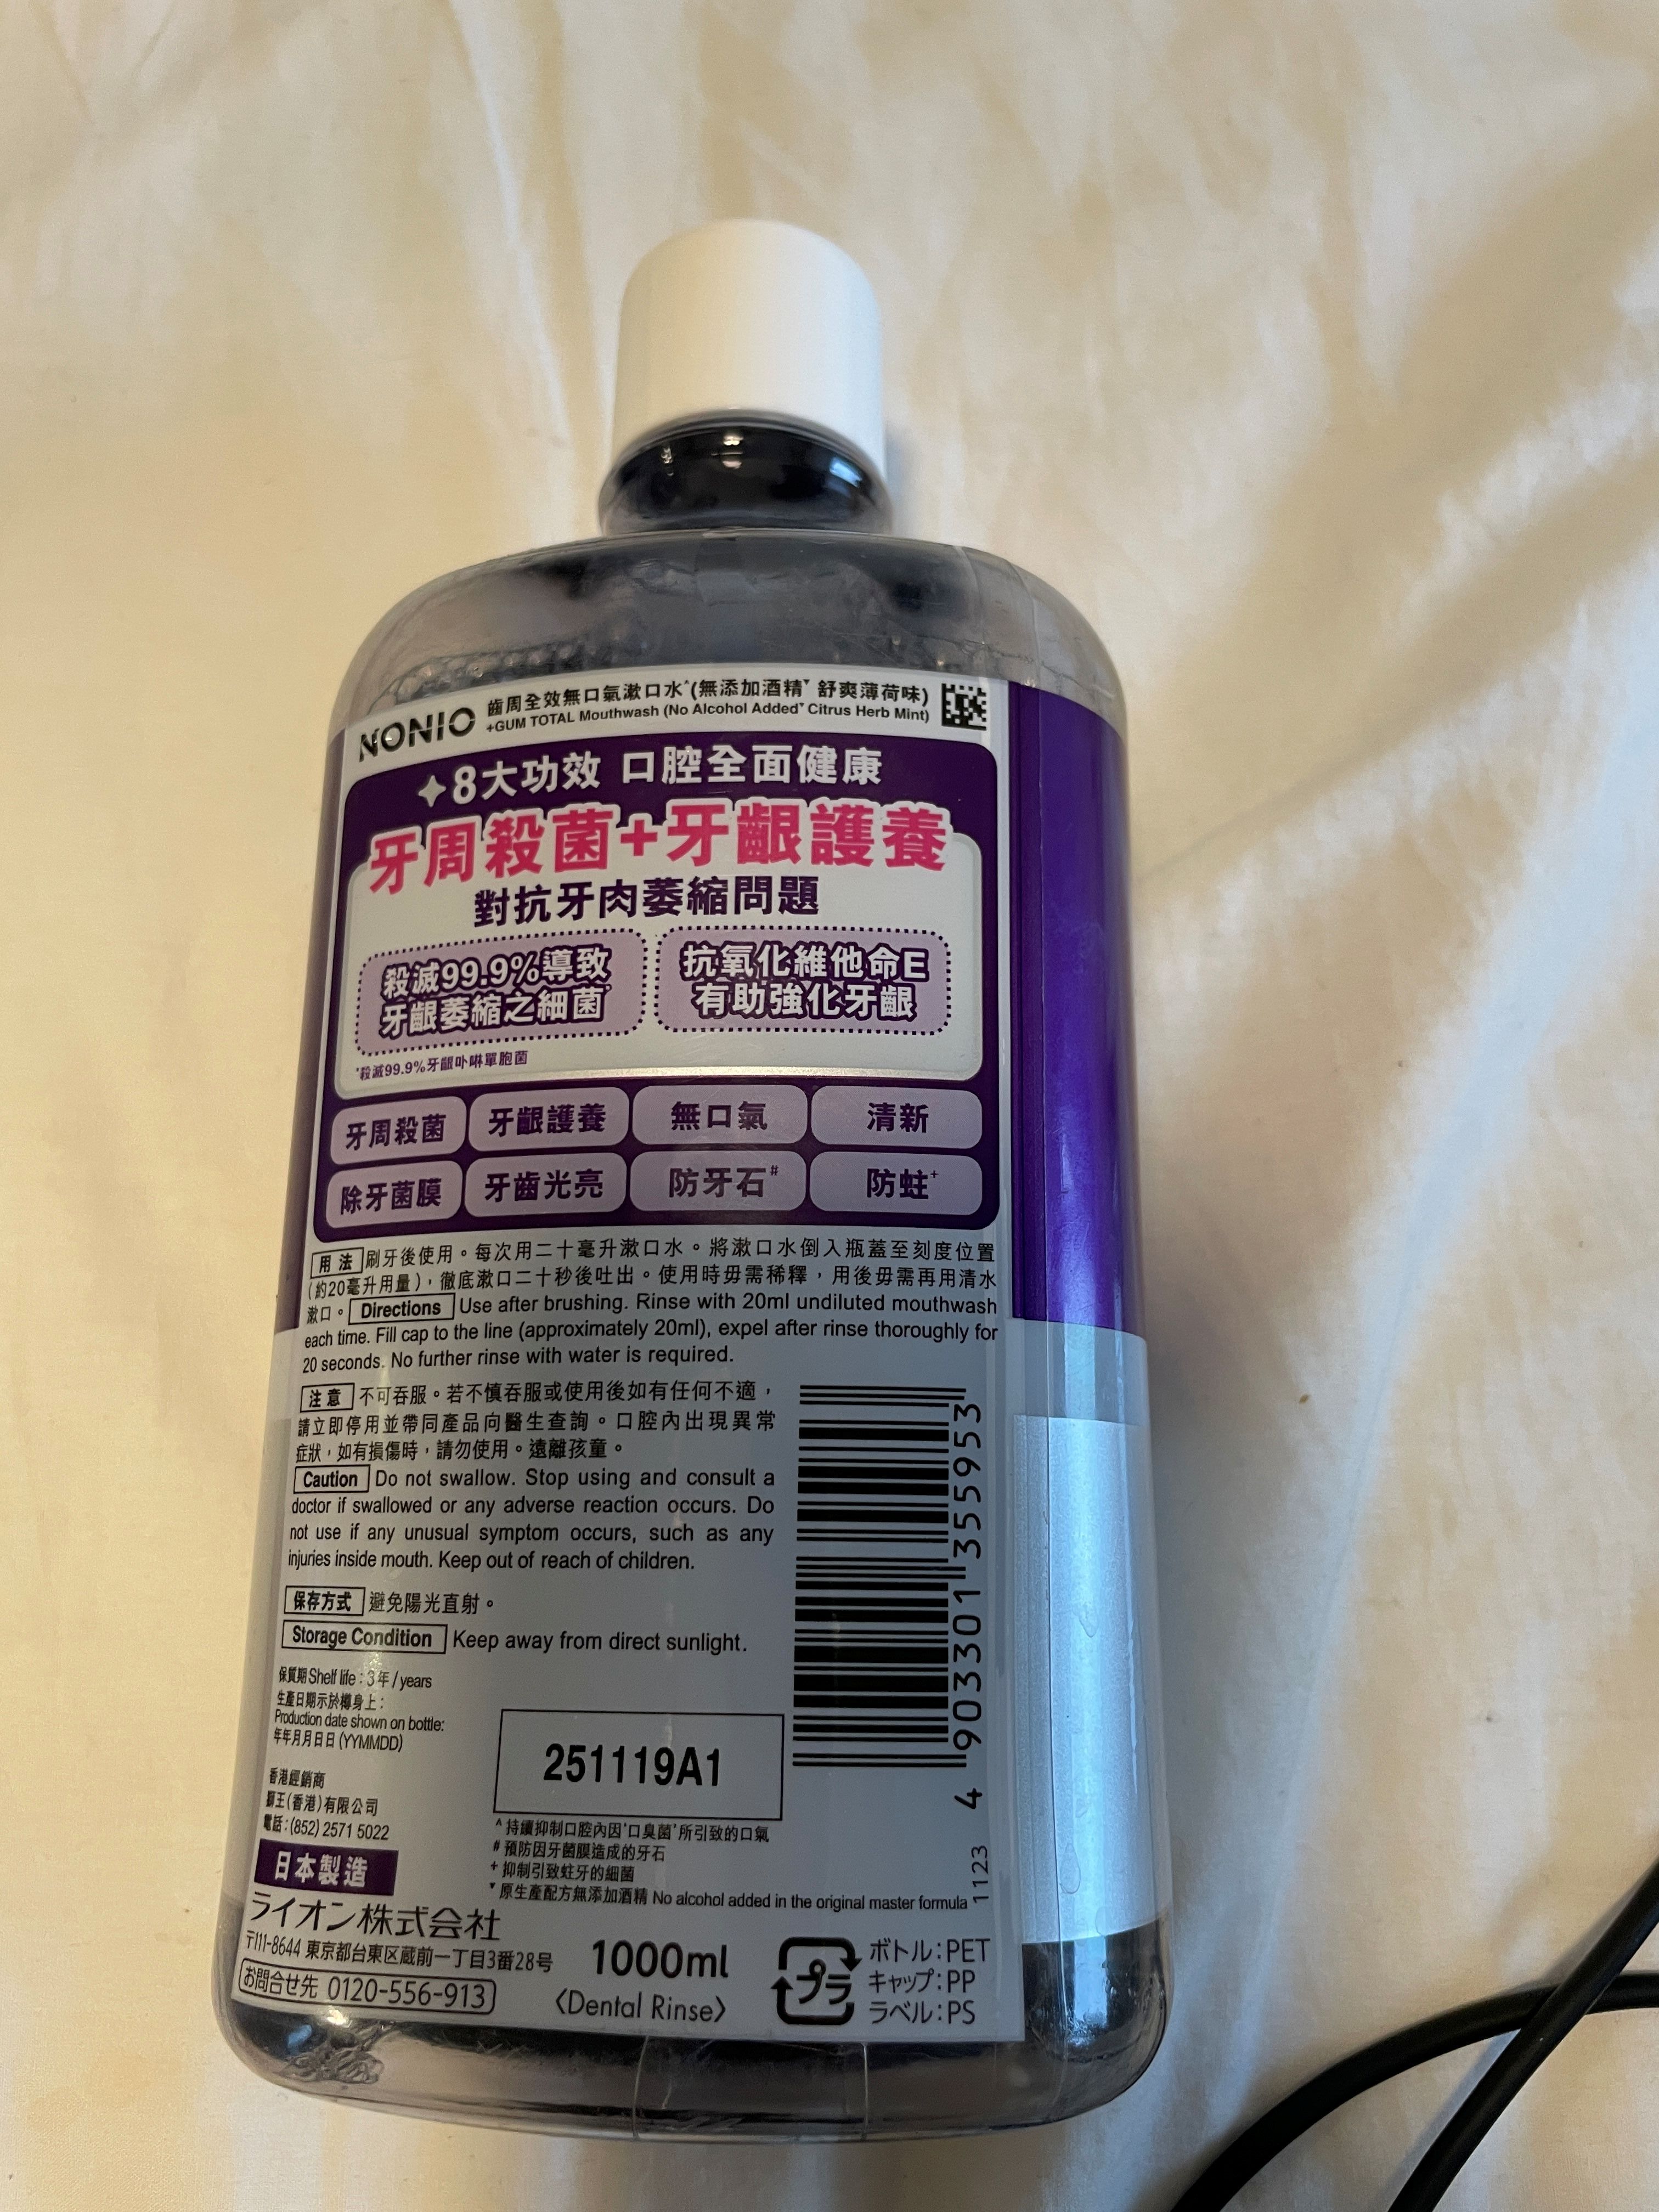 NONIO
齒周全效無口氣漱口水^(無添加酒精▼ 舒爽薄荷味)
+GUM TOTAL Mouthwash (No Alcohol Added▼ Citrus Herb Mint)
8大功效 口腔全面健康
牙周殺菌+牙齦護養
對抗牙肉萎縮問題
殺滅99.9%導致
牙齦萎縮之細菌*
抗氧化維他命E
有助強化牙齦
*殺滅99.9%牙齦卟啉單胞菌
牙周殺菌 牙齦護養 無口氣 清新
除牙菌膜 牙齒光亮 防牙石# 防蛀+
用法 刷牙後使用。每次用二十毫升漱口水。將漱口水倒入瓶蓋至刻度位置
(約20毫升用量),徹底漱口二十秒後吐出。使用時毋需稀釋,用後毋需再用清水
漱口。 Directions Use after brushing. Rinse with 20ml undiluted mouthwash
each time. Fill cap to the line (approximately 20ml), expel after rinse thoroughly for
20 seconds. No further rinse with water is required.
注意 不可吞服。若不慎吞服或使用後如有任何不適,
請立即停用並帶同產品向醫生查詢。口腔內出現異常
症狀,如有損傷時,請勿使用。遠離孩童。
Caution Do not swallow. Stop using and consult a
doctor if swallowed or any adverse reaction occurs. Do
not use if any unusual symptom occurs, such as any
injuries inside mouth. Keep out of reach of children.
保存方式 避免陽光直射。
Storage Condition Keep away from direct sunlight.
保質期 Shelf life : 3年 / years
生產日期示於樽身上:
Production date shown on bottle:
年年月月日日 (YYMMDD)
香港經銷商
獅王(香港)有限公司
電話:(852) 2571 5022
日本製造
251119A1
4 903301 355953
^ 持續抑制口腔內因'口臭菌'所引致的口氣
# 預防因牙菌膜造成的牙石
+ 抑制引致蛀牙的細菌
▼ 原生產配方無添加酒精 No alcohol added in the original master formula
1123
ライオン株式会社
〒111-8644 東京都台東区蔵前一丁目3番28号
お問合せ先 0120-556-913
1000ml
〈Dental Rinse〉
プラ
ボトル:PET
キャップ:PP
ラベル:PS